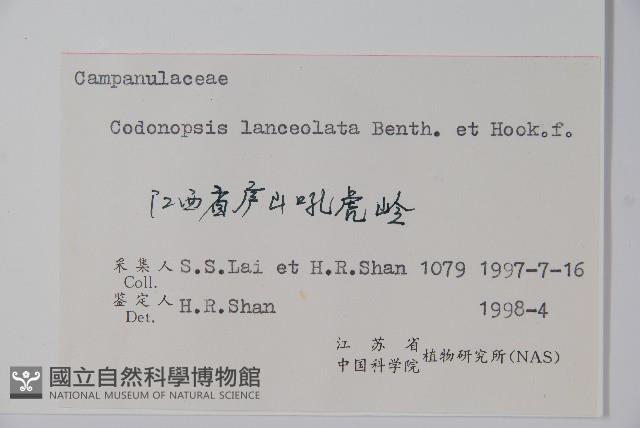 Campanulaceae
Codonopsis lanceolata Benth. et Hook.f.
江西省庐山吼虎岭
采集人 S.S.Lai et H.R.Shan 1079 1997-7-16
Coll.
鉴定人 H.R.Shan 1998-4
Det.
江苏省
中国科学院 植物研究所(NAS)
國立自然科學博物館
NATIONAL MUSEUM OF NATURAL SCIENCE